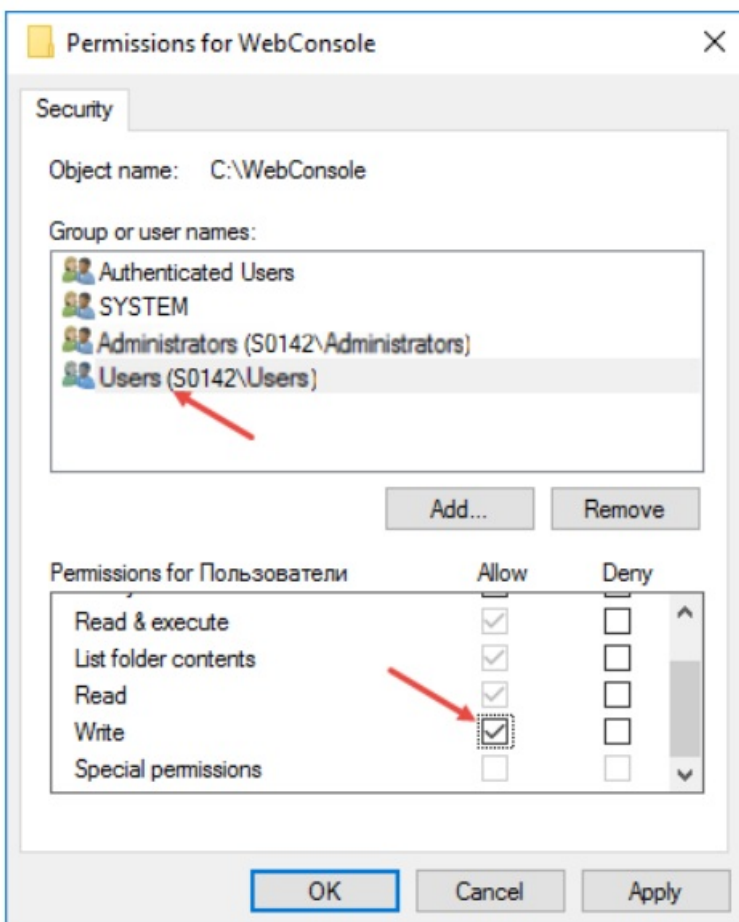 Permissions for WebConsole
Security
Object name: C:\WebConsole
Group or user names:
Authenticated Users
SYSTEM
Administrators (S0142\Administrators)
Users (S0142\Users)
Add... Remove
Permissions for Пользователи Allow Deny
Read & execute
List folder contents
Read
Write
Special permissions
OK Cancel Apply